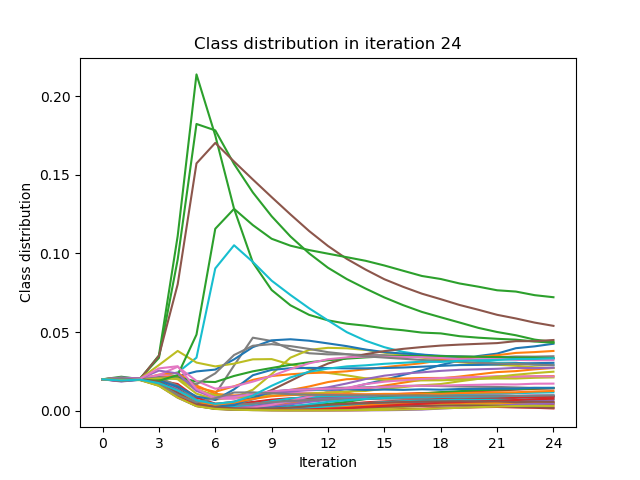 Class distribution in iteration 24
Class distribution
0.20
0.15
0.10
0.05
0.00
0 3 6 9 12 15 18 21 24
Iteration